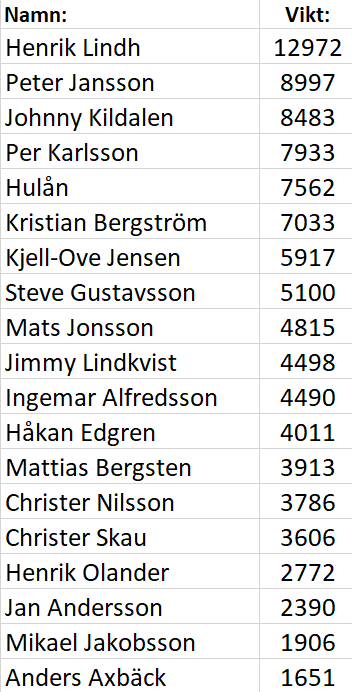 Namn: Vikt:
Henrik Lindh 12972
Peter Jansson 8997
Johnny Kildalen 8483
Per Karlsson 7933
Hulån 7562
Kristian Bergström 7033
Kjell-Ove Jensen 5917
Steve Gustavsson 5100
Mats Jonsson 4815
Jimmy Lindkvist 4498
Ingemar Alfredsson 4490
Håkan Edgren 4011
Mattias Bergsten 3913
Christer Nilsson 3786
Christer Skau 3606
Henrik Olander 2772
Jan Andersson 2390
Mikael Jakobsson 1906
Anders Axbäck 1651